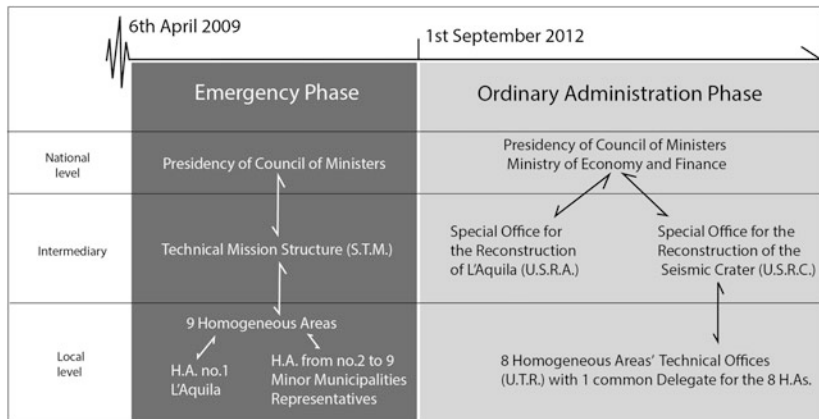 6th April 2009
1st September 2012
Emergency Phase
Ordinary Administration Phase
National
level
Presidency of Council of Ministers
Presidency of Council of Ministers
Ministry of Economy and Finance
Intermediary
Technical Mission Structure (S.T.M.)
Special Office for
the Reconstruction
of L'Aquila (U.S.R.A.)
Special Office for the
Reconstruction of the
Seismic Crater (U.S.R.C.)
Local
level
9 Homogeneous Areas
H.A. no.1
L'Aquila
H.A. from no.2 to 9
Minor Municipalities
Representatives
8 Homogeneous Areas' Technical Offices
(U.T.R.) with 1 common Delegate for the 8 H.As.